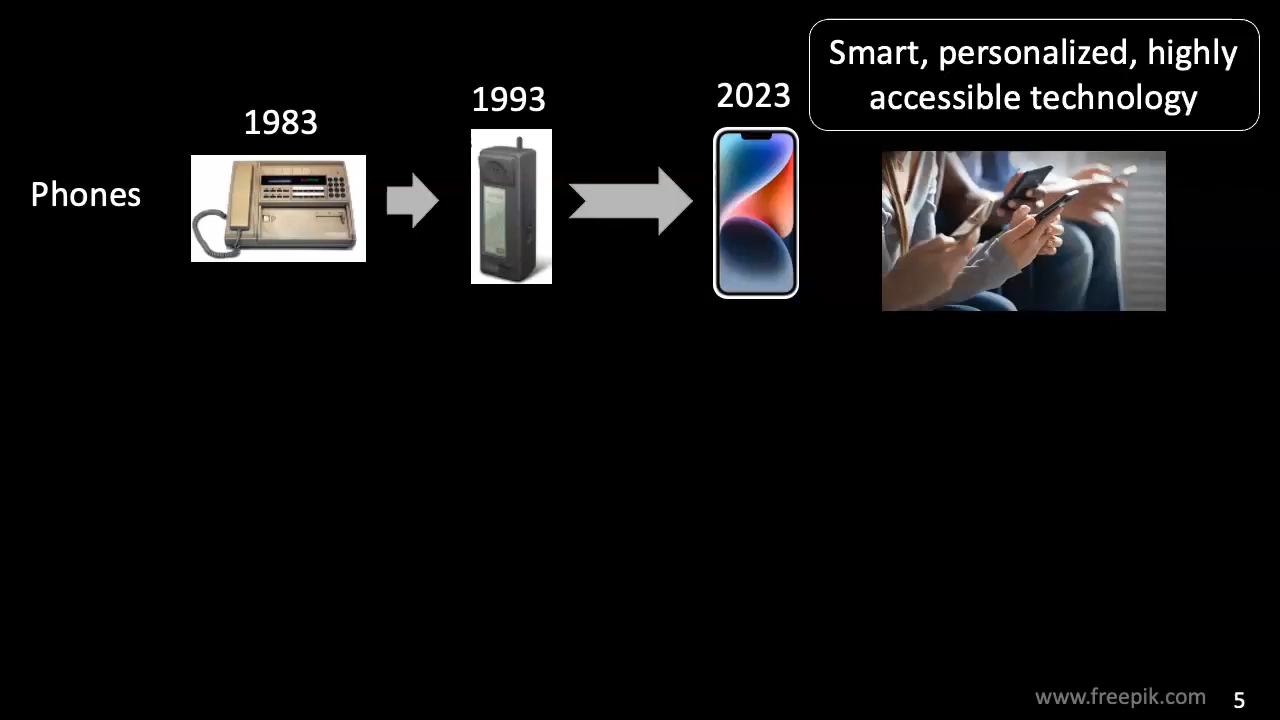 Smart, personalized, highly
accessible technology
1983
1993
2023
Phones
www.freepik.com
5